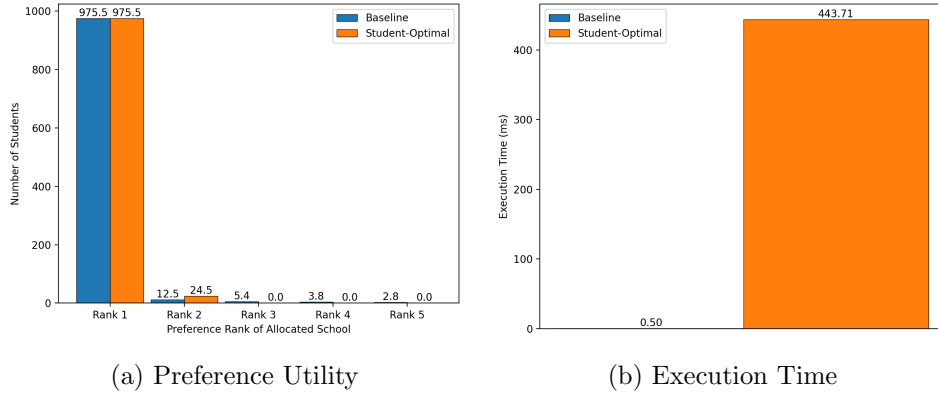 1000
800
600
400
200
0
Number of Students
975.5 975.5
12.5 24.5
5.4 0.0
3.8 0.0
2.8 0.0
Baseline
Student-Optimal
Rank 1 Rank 2 Rank 3 Rank 4 Rank 5
Preference Rank of Allocated School
(a) Preference Utility
400
300
200
100
0
Execution Time (ms)
Baseline
Student-Optimal
443.71
0.50
(b) Execution Time